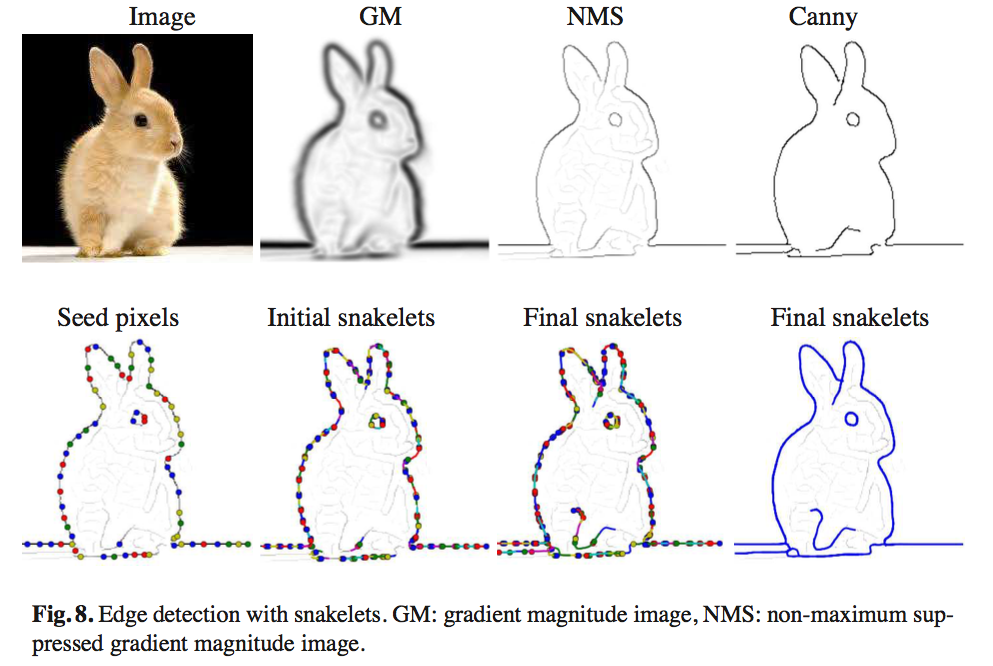 Image GM NMS Canny
Seed pixels Initial snakelets Final snakelets Final snakelets
Fig. 8. Edge detection with snakelets. GM: gradient magnitude image, NMS: non-maximum sup-
pressed gradient magnitude image.